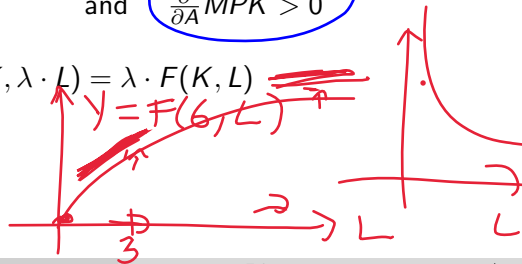 and ∂/∂A MPK > 0
, λ · L) = λ · F(K, L)
Y = F(6, L)
3
L
L